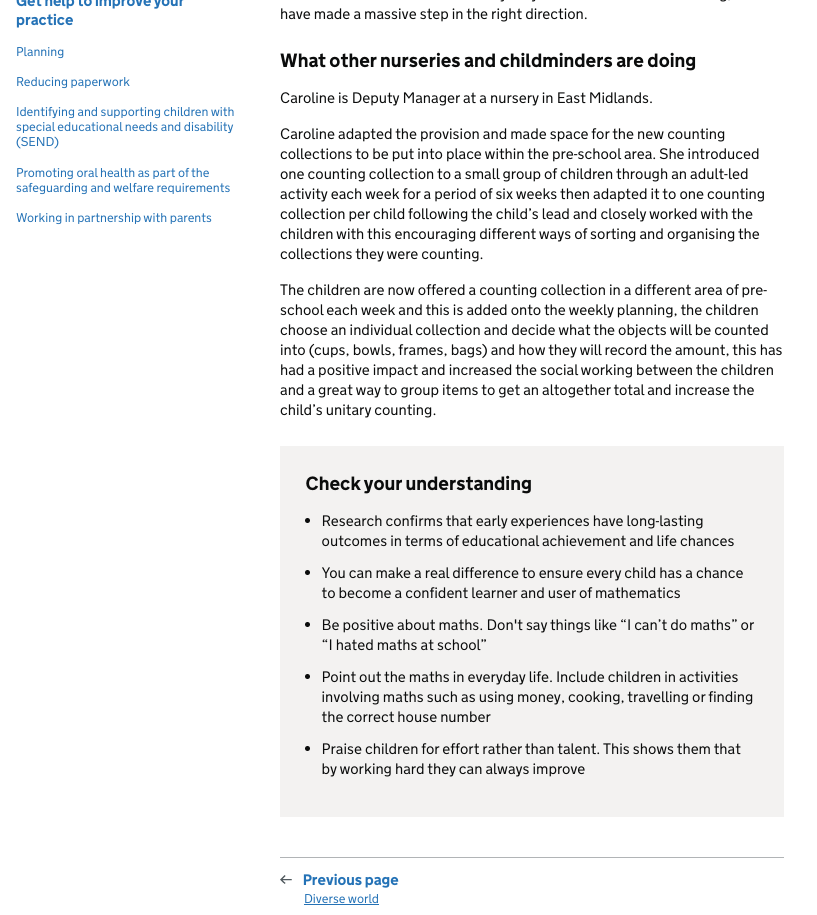 Get help to improve your
practice
Planning
Reducing paperwork
Identifying and supporting children with
special educational needs and disability
(SEND)
Promoting oral health as part of the
safeguarding and welfare requirements
Working in partnership with parents
have made a massive step in the right direction.
What other nurseries and childminders are doing
Caroline is Deputy Manager at a nursery in East Midlands.
Caroline adapted the provision and made space for the new counting
collections to be put into place within the pre-school area. She introduced
one counting collection to a small group of children through an adult-led
activity each week for a period of six weeks then adapted it to one counting
collection per child following the child’s lead and closely worked with the
children with this encouraging different ways of sorting and organising the
collections they were counting.
The children are now offered a counting collection in a different area of pre-
school each week and this is added onto the weekly planning, the children
choose an individual collection and decide what the objects will be counted
into (cups, bowls, frames, bags) and how they will record the amount, this has
had a positive impact and increased the social working between the children
and a great way to group items to get an altogether total and increase the
child’s unitary counting.
Check your understanding
• Research confirms that early experiences have long-lasting
outcomes in terms of educational achievement and life chances
• You can make a real difference to ensure every child has a chance
to become a confident learner and user of mathematics
• Be positive about maths. Don't say things like “I can’t do maths” or
“I hated maths at school”
• Point out the maths in everyday life. Include children in activities
involving maths such as using money, cooking, travelling or finding
the correct house number
• Praise children for effort rather than talent. This shows them that
by working hard they can always improve
← Previous page
Diverse world